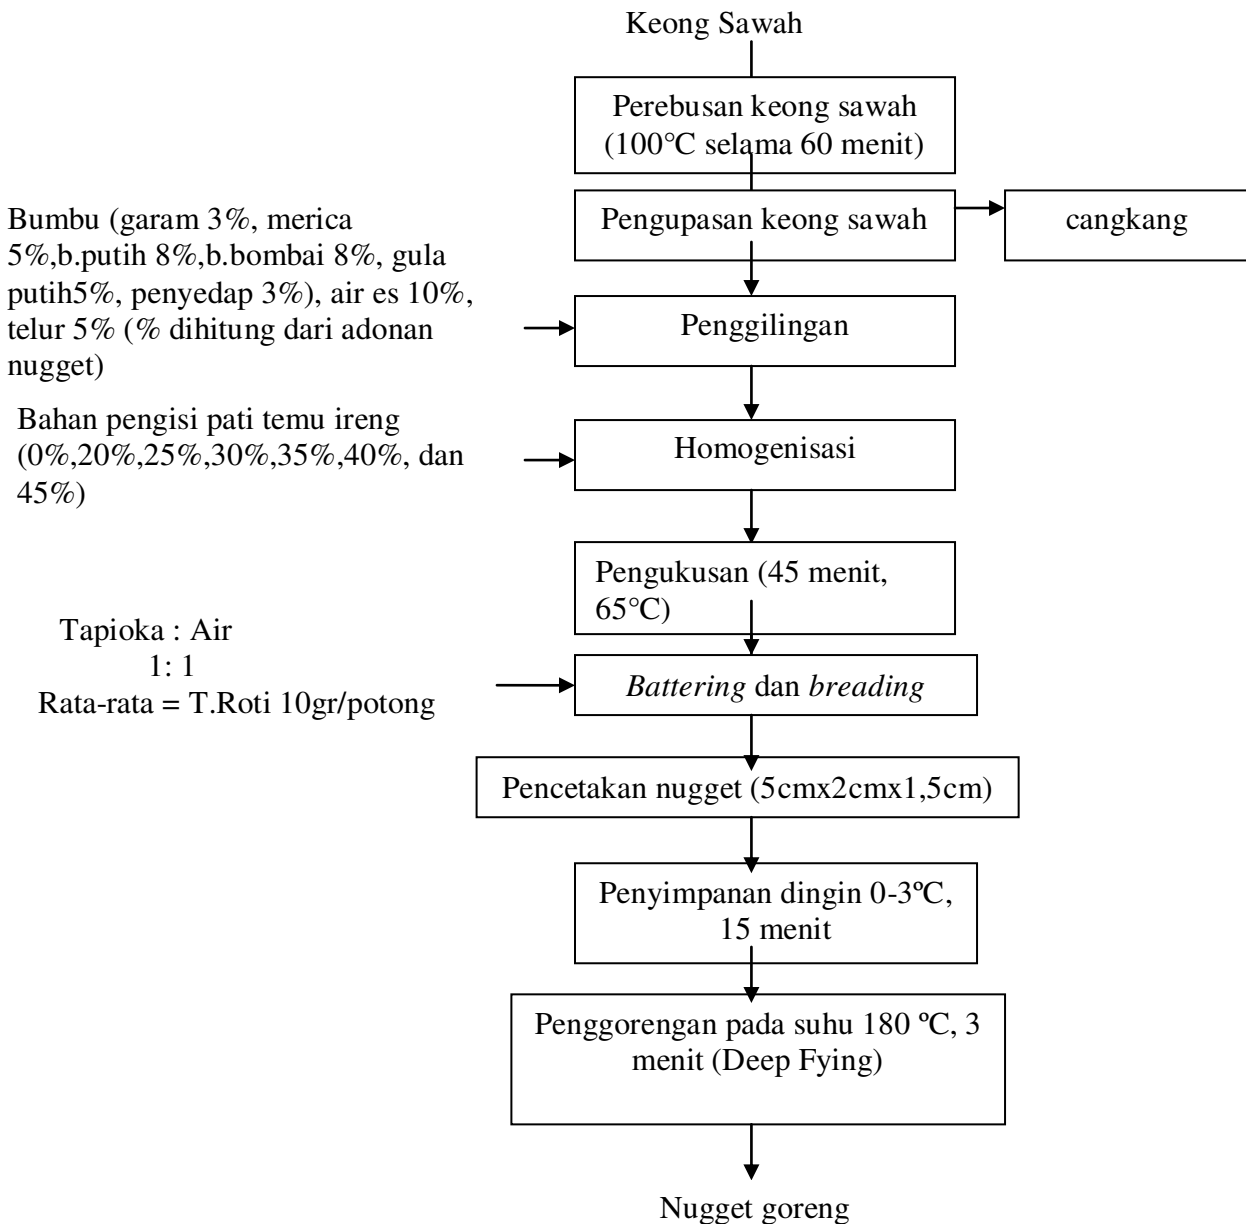 Keong Sawah
Perebusan keong sawah
(100°C selama 60 menit)
Bumbu (garam 3%, merica
5%,b.putih 8%,b.bombai 8%, gula
putih5%, penyedap 3%), air es 10%,
telur 5% (% dihitung dari adonan
nugget)
Pengupasan keong sawah
cangkang
Penggilingan
Bahan pengisi pati temu ireng
(0%,20%,25%,30%,35%,40%, dan
45%)
Homogenisasi
Pengukusan (45 menit,
65°C)
Tapioka : Air
1: 1
Rata-rata = T.Roti 10gr/potong
Battering dan breading
Pencetakan nugget (5cmx2cmx1,5cm)
Penyimpanan dingin 0-3ºC,
15 menit
Penggorengan pada suhu 180 ºC, 3
menit (Deep Fying)
Nugget goreng